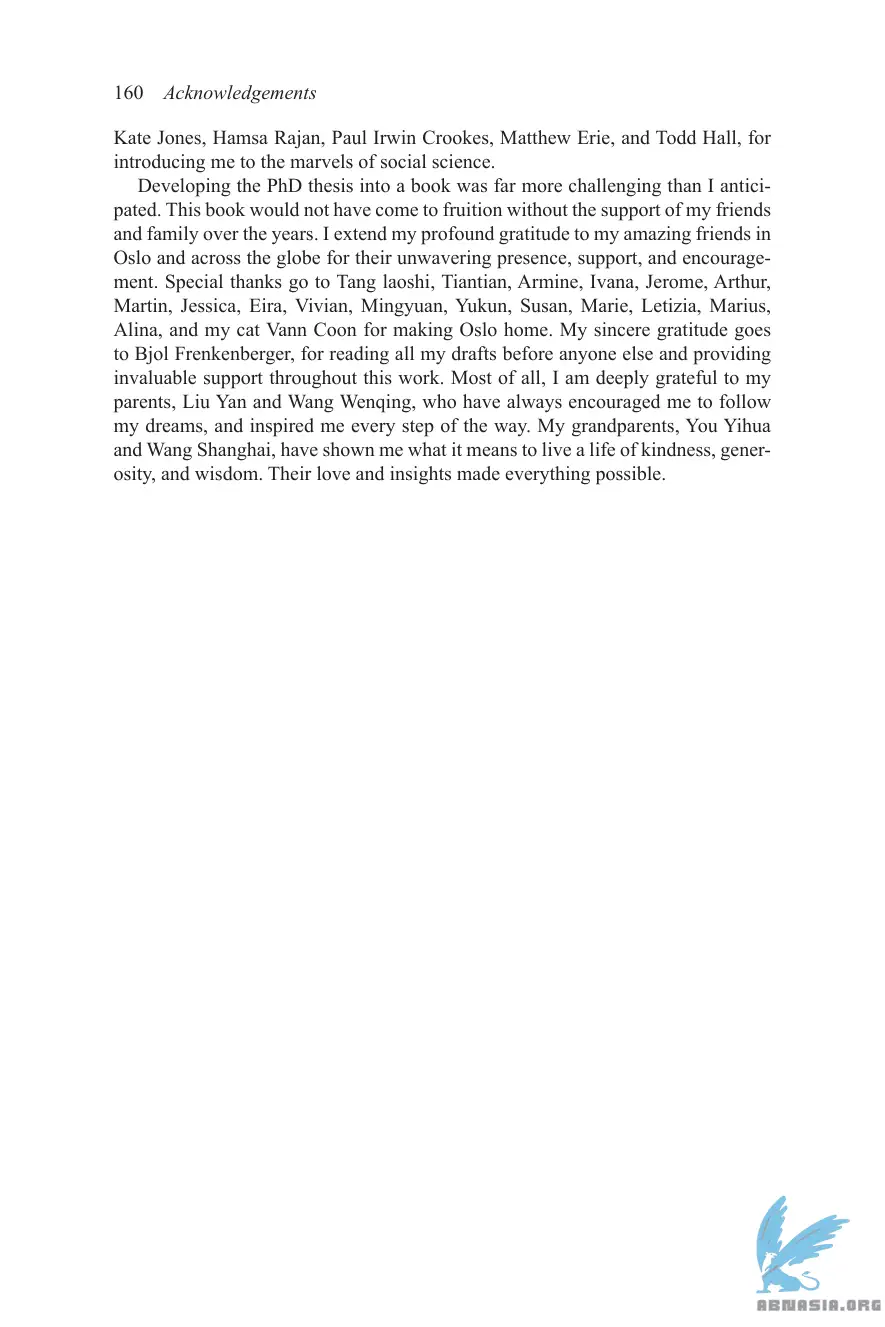 160 Acknowledgements
Kate Jones, Hamsa Rajan, Paul Irwin Crookes, Matthew Erie, and Todd Hall, for
introducing me to the marvels of social science.
Developing the PhD thesis into a book was far more challenging than I antici-
pated. This book would not have come to fruition without the support of my friends
and family over the years. I extend my profound gratitude to my amazing friends in
Oslo and across the globe for their unwavering presence, support, and encourage-
ment. Special thanks go to Tang laoshi, Tiantian, Armine, Ivana, Jerome, Arthur,
Martin, Jessica, Eira, Vivian, Mingyuan, Yukun, Susan, Marie, Letizia, Marius,
Alina, and my cat Vann Coon for making Oslo home. My sincere gratitude goes
to Bjol Frenkenberger, for reading all my drafts before anyone else and providing
invaluable support throughout this work. Most of all, I am deeply grateful to my
parents, Liu Yan and Wang Wenqing, who have always encouraged me to follow
my dreams, and inspired me every step of the way. My grandparents, You Yihua
and Wang Shanghai, have shown me what it means to live a life of kindness, gener-
osity, and wisdom. Their love and insights made everything possible.
ABNASIA.ORG